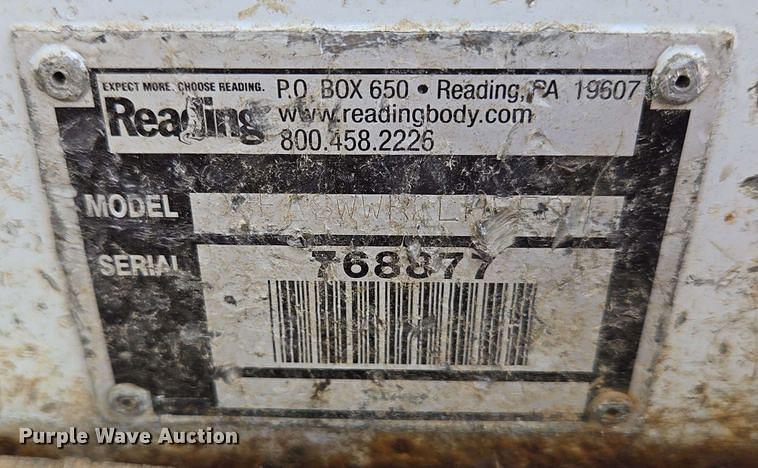 EXPECT MORE. CHOOSE READING.
P.O. BOX 650 • Reading, PA 19607
Reading
www.readingbody.com
800.458.2226
MODEL
SERIAL 768877
Purple Wave Auction